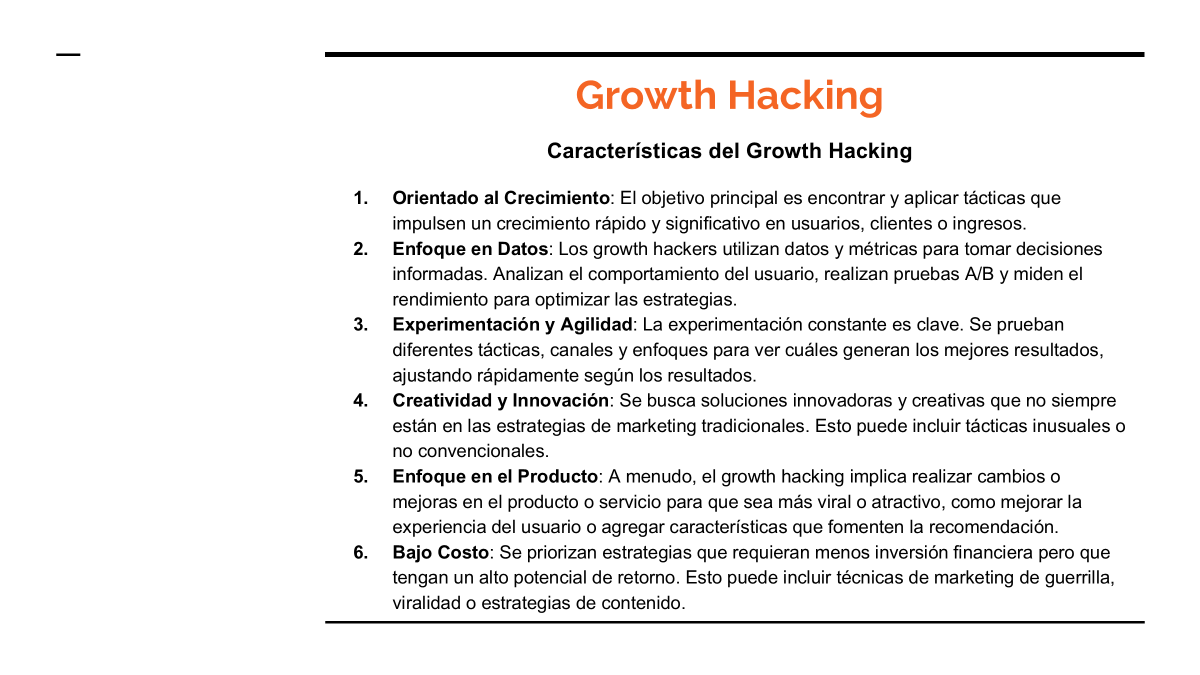 Growth Hacking
Características del Growth Hacking
1. Orientado al Crecimiento: El objetivo principal es encontrar y aplicar tácticas que
impulsen un crecimiento rápido y significativo en usuarios, clientes o ingresos.
2. Enfoque en Datos: Los growth hackers utilizan datos y métricas para tomar decisiones
informadas. Analizan el comportamiento del usuario, realizan pruebas A/B y miden el
rendimiento para optimizar las estrategias.
3. Experimentación y Agilidad: La experimentación constante es clave. Se prueban
diferentes tácticas, canales y enfoques para ver cuáles generan los mejores resultados,
ajustando rápidamente según los resultados.
4. Creatividad y Innovación: Se busca soluciones innovadoras y creativas que no siempre
están en las estrategias de marketing tradicionales. Esto puede incluir tácticas inusuales o
no convencionales.
5. Enfoque en el Producto: A menudo, el growth hacking implica realizar cambios o
mejoras en el producto o servicio para que sea más viral o atractivo, como mejorar la
experiencia del usuario o agregar características que fomenten la recomendación.
6. Bajo Costo: Se priorizan estrategias que requieran menos inversión financiera pero que
tengan un alto potencial de retorno. Esto puede incluir técnicas de marketing de guerrilla,
viralidad o estrategias de contenido.